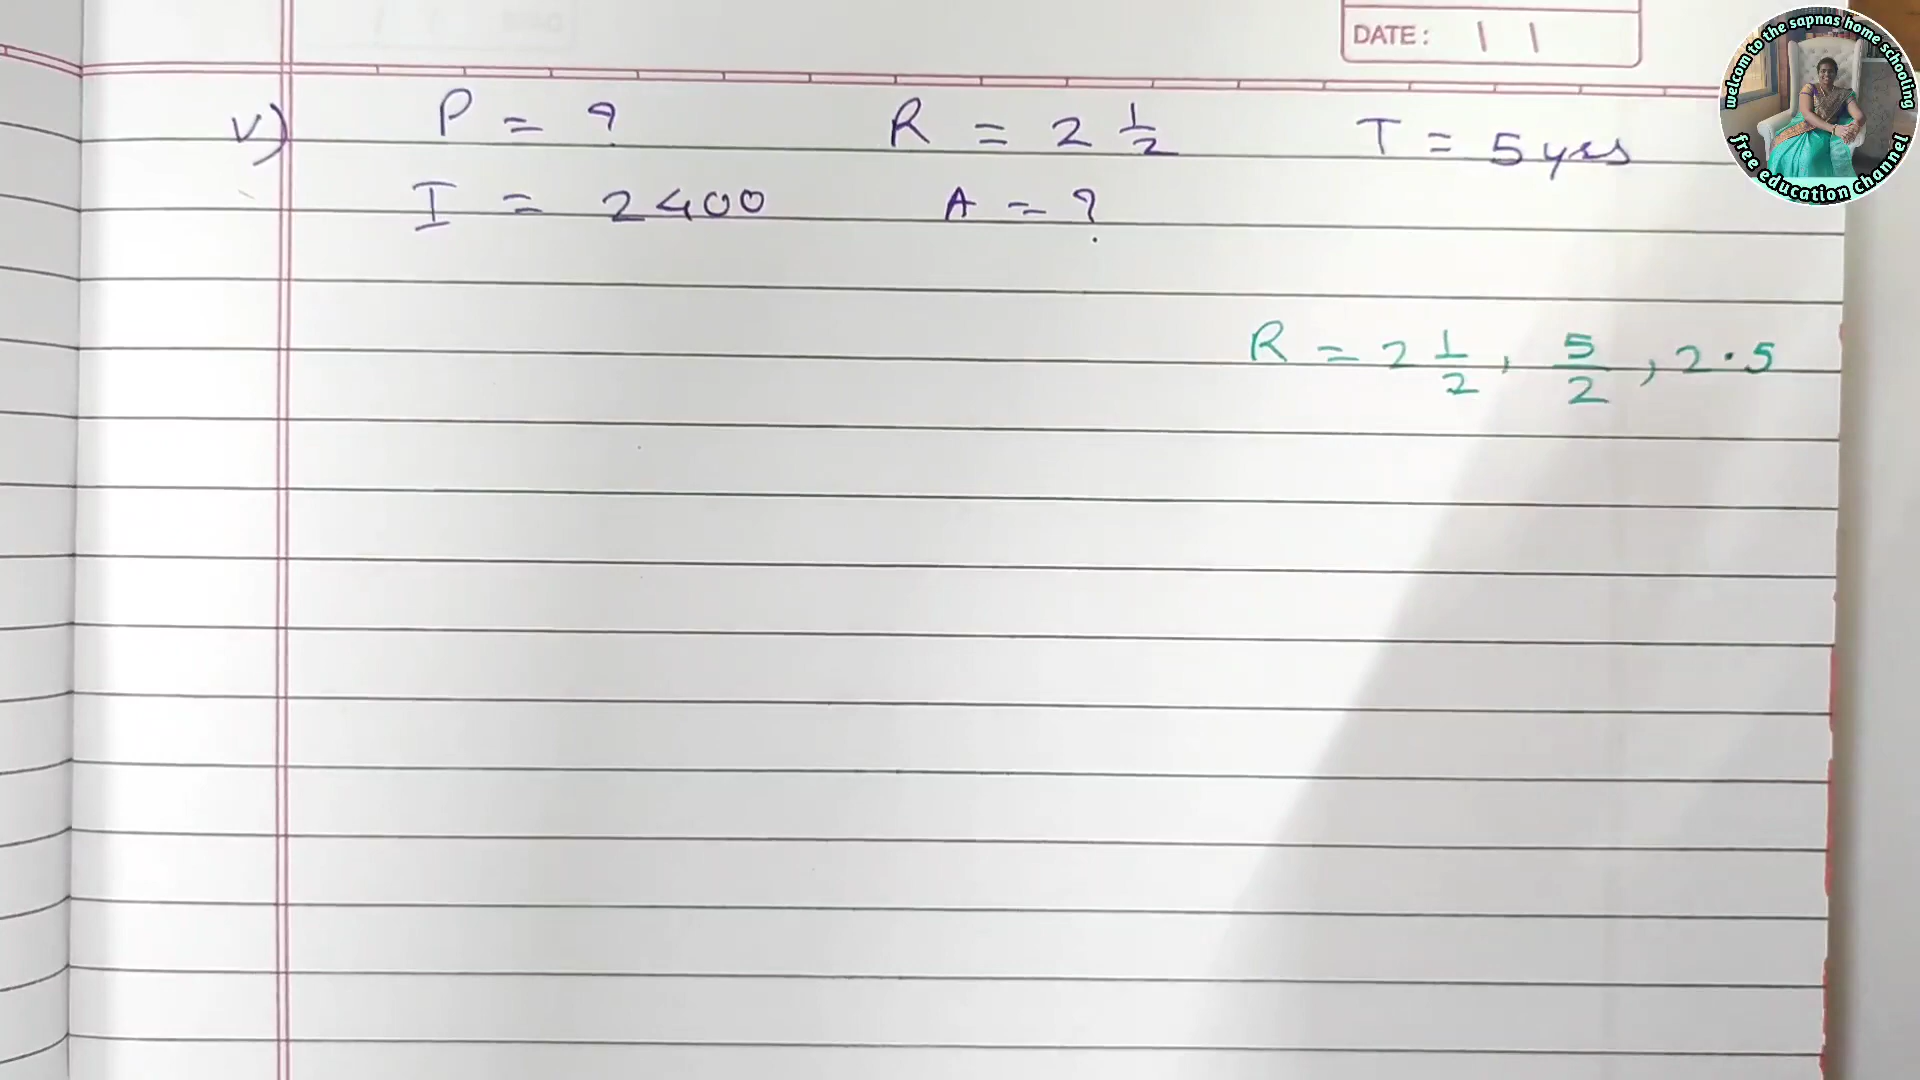 DATE: | |
welcom to the sapnas home schooling
free education channel
v) P = ? R = 2 1/2 T = 5 yrs
I = 2400 A = ?
R = 2 1/2, 5/2, 2.5